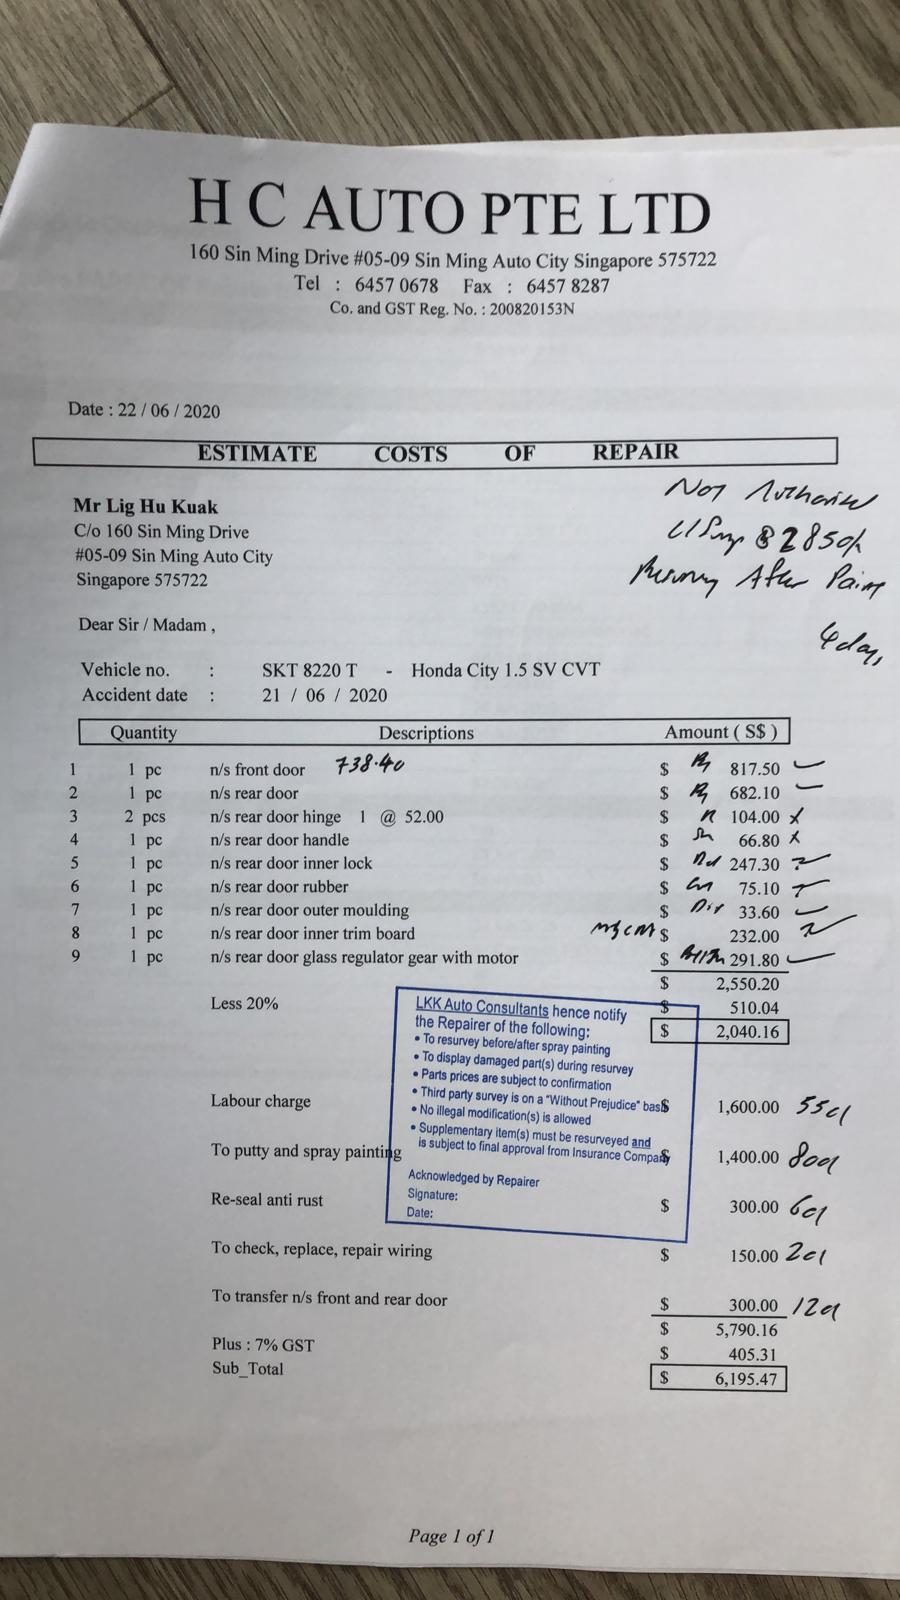 H C AUTO PTE LTD
160 Sin Ming Drive #05-09 Sin Ming Auto City Singapore 575722
Tel : 6457 0678 Fax : 6457 8287
Co. and GST Reg. No. : 200820153N
Date : 22 / 06 / 2020
ESTIMATE COSTS OF REPAIR
Not
Mr Lig Hu Kuak
C/o 160 Sin Ming Drive
#05-09 Sin Ming Auto City
Singapore 575722
After Paint
Dear Sir / Madam ,
4 days
Vehicle no. : SKT 8220 T - Honda City 1.5 SV CVT
Accident date : 21 / 06 / 2020
Quantity Descriptions Amount ( S$ )
1 1 pc n/s front door 738.40 $ 817.50
2 1 pc n/s rear door $ 682.10
3 2 pcs n/s rear door hinge 1 @ 52.00 $ 104.00 x
4 1 pc n/s rear door handle $ 66.80 x
5 1 pc n/s rear door inner lock $ 247.30
6 1 pc n/s rear door rubber $ 75.10
7 1 pc n/s rear door outer moulding $ 33.60
8 1 pc n/s rear door inner trim board $ 232.00
9 1 pc n/s rear door glass regulator gear with motor $ 291.80
$ 2,550.20
Less 20% $ 510.04
$ 2,040.16
LKK Auto Consultants hence notify
the Repairer of the following:
• To resurvey before/after spray painting
• To display damaged part(s) during resurvey
• Parts prices are subject to confirmation
• Third party survey is on a "Without Prejudice" basis
• No illegal modification(s) is allowed
• Supplementary item(s) must be resurveyed and
is subject to final approval from Insurance Company
Acknowledged by Repairer
Signature:
Date:
Labour charge $ 1,600.00
To putty and spray painting $ 1,400.00
Re-seal anti rust $ 300.00
To check, replace, repair wiring $ 150.00
To transfer n/s front and rear door $ 300.00
$ 5,790.16
Plus : 7% GST $ 405.31
Sub_Total $ 6,195.47
Page 1 of 1